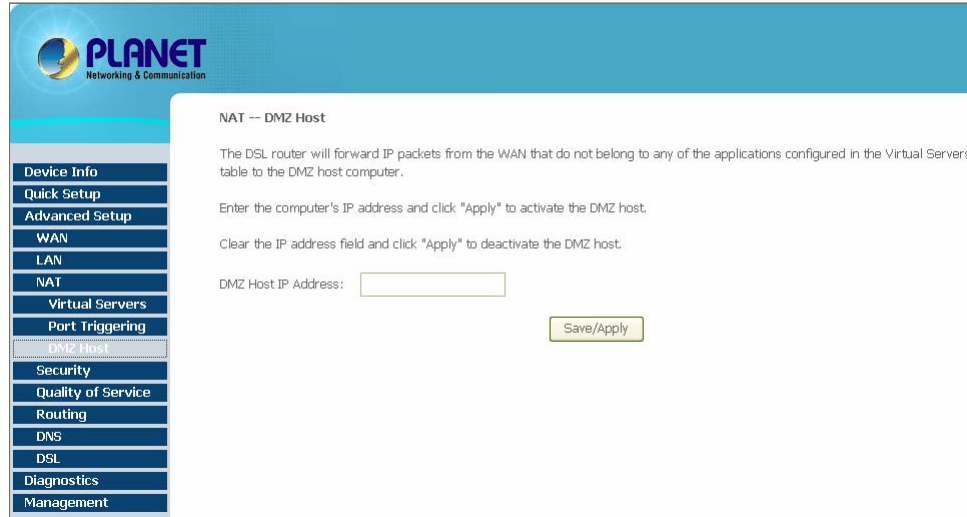 PLANET
Networking & Communication
NAT -- DMZ Host
The DSL router will forward IP packets from the WAN that do not belong to any of the applications configured in the Virtual Servers
table to the DMZ host computer.
Enter the computer's IP address and click "Apply" to activate the DMZ host.
Clear the IP address field and click "Apply" to deactivate the DMZ host.
DMZ Host IP Address:
Save/Apply
Device Info
Quick Setup
Advanced Setup
WAN
LAN
NAT
Virtual Servers
Port Triggering
DMZ Host
Security
Quality of Service
Routing
DNS
DSL
Diagnostics
Management